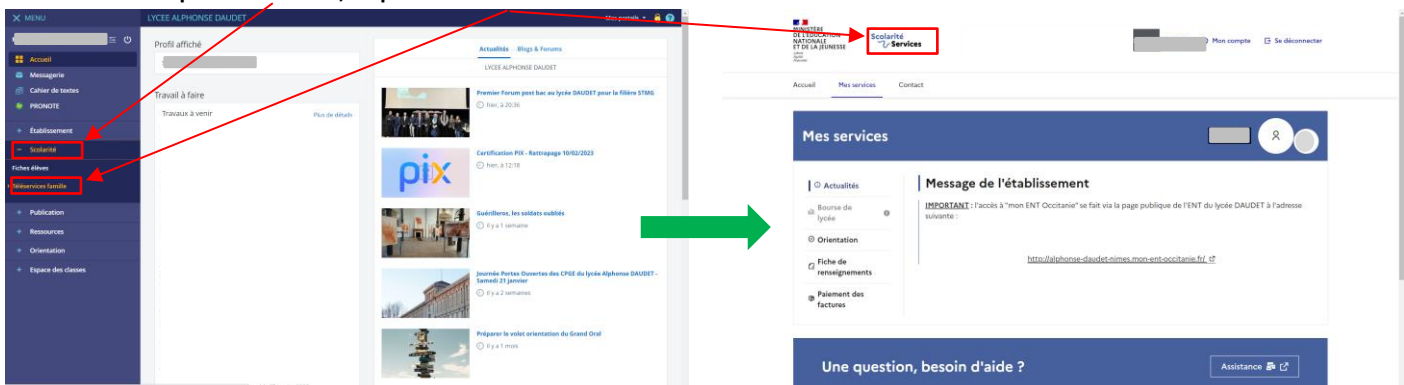 MENU
LYCEE ALPHONSE DAUDET
Mes portails
Accueil
Messagerie
Cahier de textes
PRONOTE
Établissement
Scolarité
Fiches élèves
Téléservices famille
Publication
Ressources
Orientation
Espace des classes
Profil affiché
Travail à faire
Travaux à venir
Plus de détails
Actualités Blogs & Forums
LYCEE ALPHONSE DAUDET
Premier Forum post bac au lycée DAUDET pour la filière STMG
hier, à 20:36
pix
Certification PIX - Rattrapage 10/02/2023
hier, à 12:18
Guérilleros, les soldats oubliés
il y a 1 semaine
Journée Portes Ouvertes des CPGE du lycée Alphonse DAUDET -
Samedi 21 janvier
il y a 2 semaines
Préparer le volet orientation du Grand Oral
il y a 1 mois
MINISTÈRE
DE L'ÉDUCATION
NATIONALE
ET DE LA JEUNESSE
Scolarité
Services
Mon compte Se déconnecter
Accueil Mes services Contact
Mes services
Actualités
Bourse de
lycée
Orientation
Fiche de
renseignements
Paiement des
factures
Message de l'établissement
IMPORTANT : l'accès à "mon ENT Occitanie" se fait via la page publique de l'ENT du lycée DAUDET à l'adresse
suivante :
http://alphonse-daudet-nimes.mon-ent-occitanie.fr/
Une question, besoin d'aide ?
Assistance